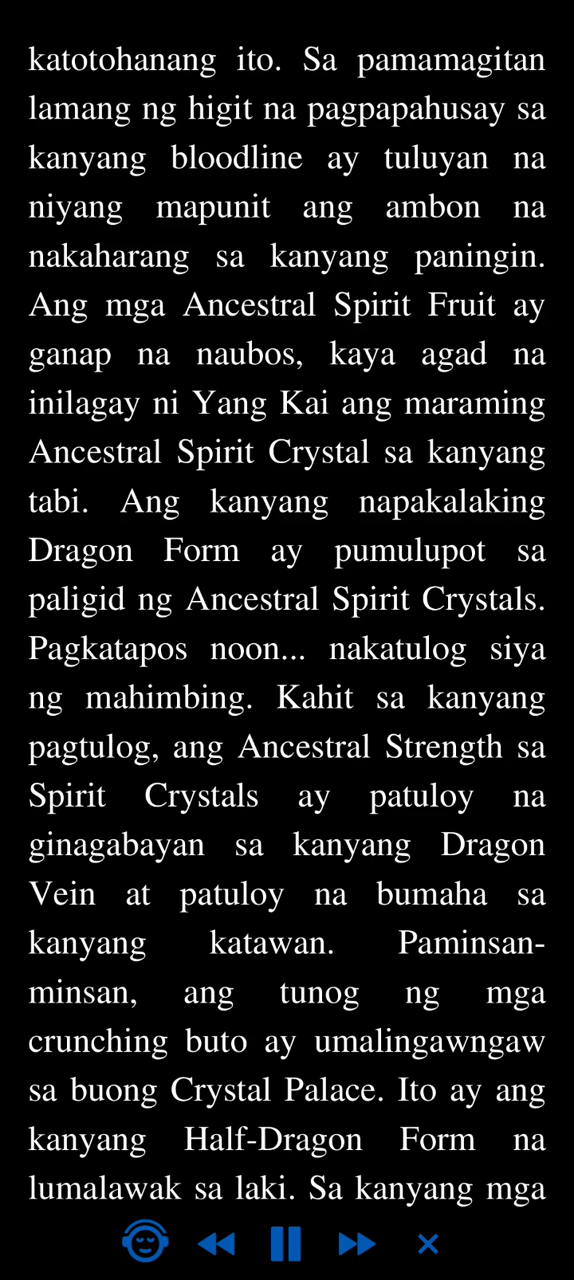 katotohanang ito. Sa pamamagitan
lamang ng higit na pagpapahusay sa
kanyang bloodline ay tuluyan na
niyang mapunit ang ambon na
nakaharang sa kanyang paningin.
Ang mga Ancestral Spirit Fruit ay
ganap na naubos, kaya agad na
inilagay ni Yang Kai ang maraming
Ancestral Spirit Crystal sa kanyang
tabi. Ang kanyang napakalaking
Dragon Form ay pumulupot sa
paligid ng Ancestral Spirit Crystals.
Pagkatapos noon... nakatulog siya
ng mahimbing. Kahit sa kanyang
pagtulog, ang Ancestral Strength sa
Spirit Crystals ay patuloy na
ginagabayan sa kanyang Dragon
Vein at patuloy na bumaha sa
kanyang katawan. Paminsan-
minsan, ang tunog ng mga
crunching buto ay umalingawngaw
sa buong Crystal Palace. Ito ay ang
kanyang Half-Dragon Form na
lumalawak sa laki. Sa kanyang mga